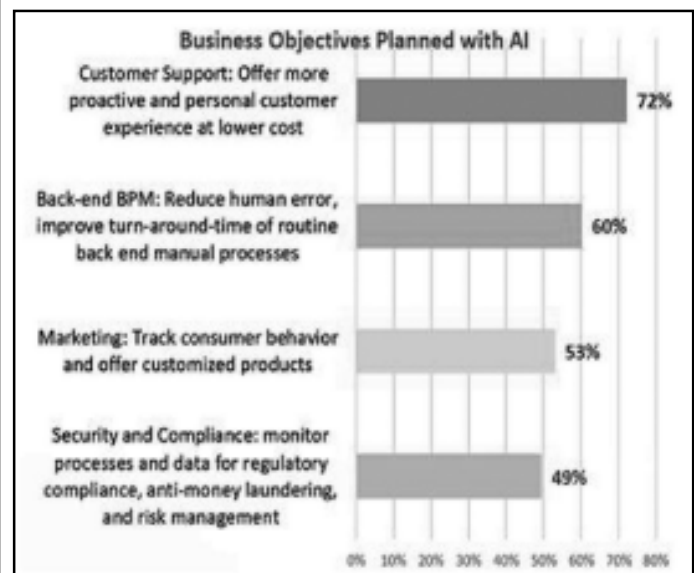 Business Objectives Planned with AI
Customer Support: Offer more
proactive and personal customer
experience at lower cost
72%
Back-end BPM: Reduce human error,
improve turn-around-time of routine
back end manual processes
60%
Marketing: Track consumer behavior
and offer customized products
53%
Security and Compliance: monitor
processes and data for regulatory
compliance, anti-money laundering,
and risk management
49%
0% 10% 20% 30% 40% 50% 60% 70% 80%